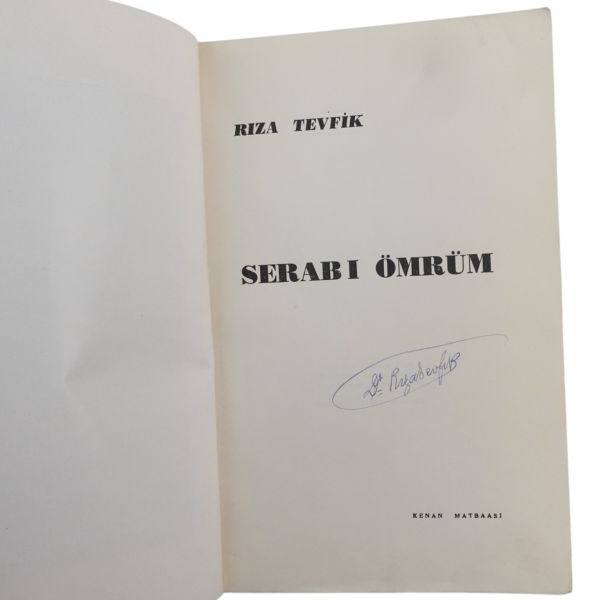 RIZA TEVFİK
SERAB I ÖMRÜM
Dr. Rıza Tevfik
KENAN MATBAASI